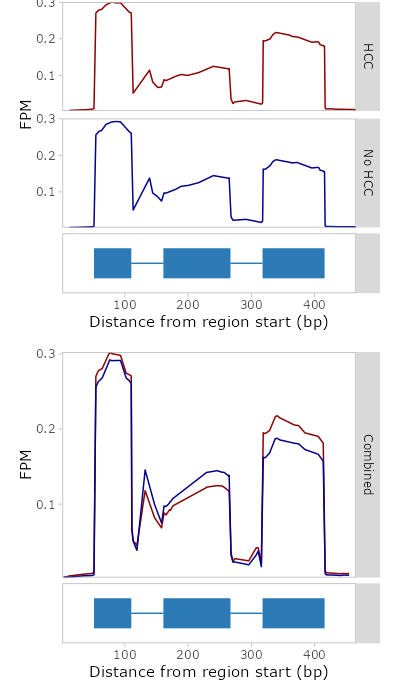 0.3
0.2
0.1
HCC
FPM
0.3
0.2
0.1
No HCC
100 200 300 400
Distance from region start (bp)
0.3
0.2
0.1
FPM
Combined
100 200 300 400
Distance from region start (bp)